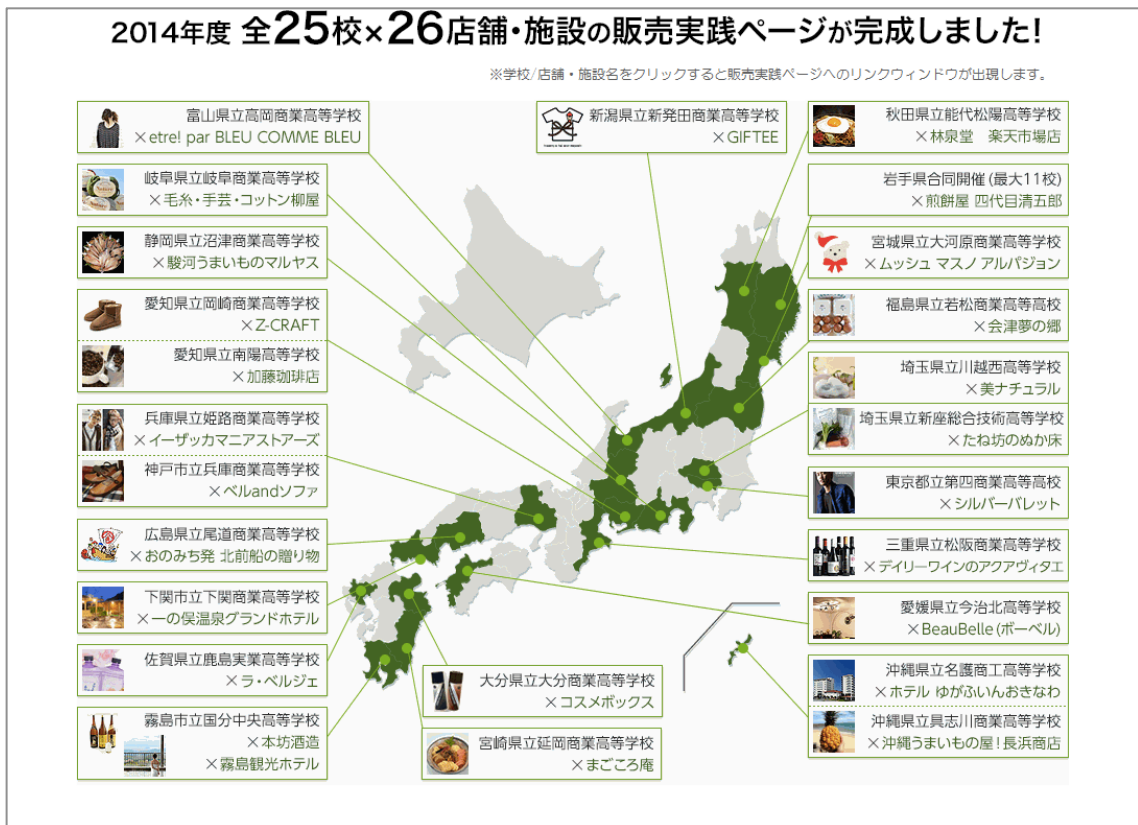 2014年度 全25校×26店舗・施設の販売実践ページが完成しました!
※学校/店舗・施設名をクリックすると販売実践ページへのリンクウィンドウが出現します。
富山県立高岡商業高等学校
×etre! par BLEU COMME BLEU
岐阜県立岐阜商業高等学校
×毛糸・手芸・コットン柳屋
静岡県立沼津商業高等学校
×駿河うまいものマルヤス
愛知県立岡崎商業高等学校
×Z-CRAFT
愛知県立南陽高等学校
×加藤珈琲店
兵庫県立姫路商業高等学校
×イーザッカマニアストアーズ
神戸市立兵庫商業高等学校
×ベルandソファ
広島県立尾道商業高等学校
×おのみち発 北前船の贈り物
下関市立下関商業高等学校
×一の俣温泉グランドホテル
佐賀県立鹿島実業高等学校
×ラ・ベルジェ
霧島市立国分中央高等学校
×本坊酒造
×霧島観光ホテル
新潟県立新発田商業高等学校
×GIFTEE
大分県立大分商業高等学校
×コスメボックス
宮崎県立延岡商業高等学校
×まごころ庵
秋田県立能代松陽高等学校
×林泉堂 楽天市場店
岩手県合同開催(最大11校)
×煎餅屋 四代目清五郎
宮城県立大河原商業高等学校
×ムッシュ マスノ アルパジョン
福島県立若松商業高等高校
×会津夢の郷
埼玉県立川越西高等学校
×美ナチュラル
埼玉県立新座総合技術高等学校
×たね坊のぬか床
東京都立第四商業高等高校
×シルバーバレット
三重県立松阪商業高等学校
×デイリーワインのアクアヴィタエ
愛媛県立今治北高等学校
×BeauBelle(ボーベル)
沖縄県立名護商工高等学校
×ホテル ゆがふいんおきなわ
沖縄県立具志川商業高等学校
×沖縄うまいもの屋!長浜商店